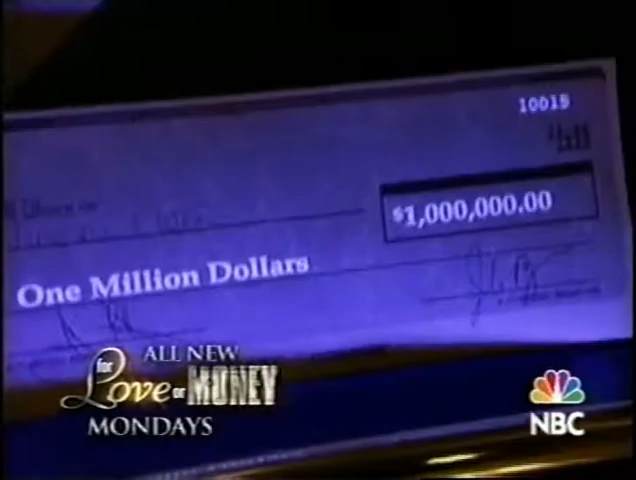 10015
$1,000,000.00
One Million Dollars
ALL NEW
for Love or MONEY
MONDAYS
NBC